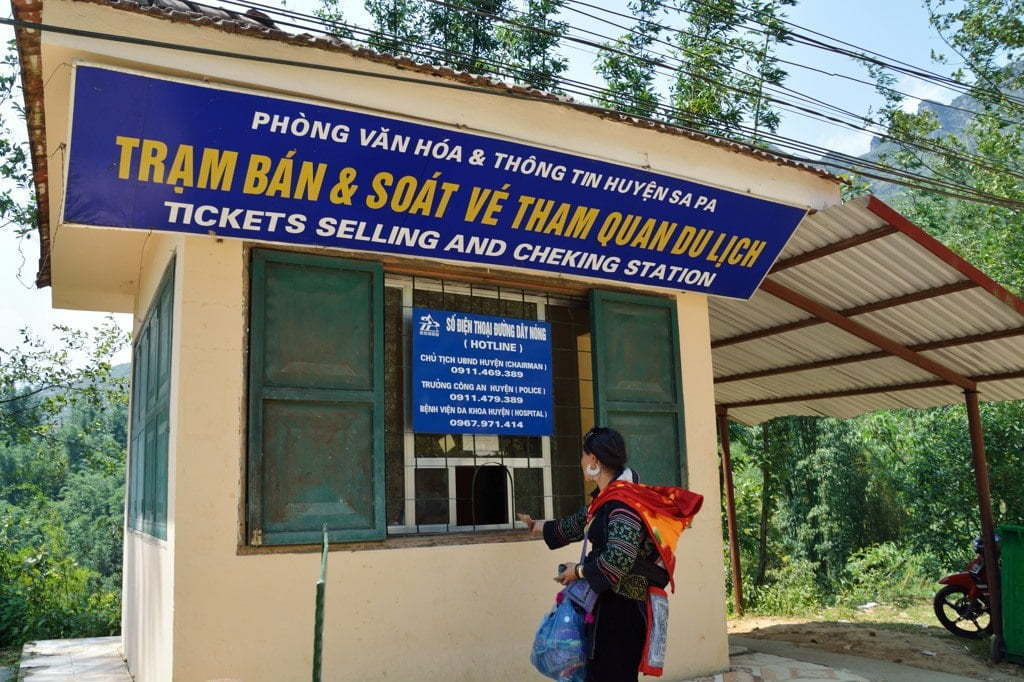 PHÒNG VĂN HÓA & THÔNG TIN HUYỆN SA PA
TRẠM BÁN & SOÁT VÉ THAM QUAN DU LỊCH
TICKETS SELLING AND CHEKING STATION
SỐ ĐIỆN THOẠI ĐƯỜNG DÂY NÓNG
( HOTLINE )
CHỦ TỊCH UBND HUYỆN (CHAIRMAN )
0911.469.389
TRƯỞNG CÔNG AN HUYỆN ( POLICE )
0911.479.389
BỆNH VIỆN ĐA KHOA HUYỆN ( HOSPITAL )
0967.971.414